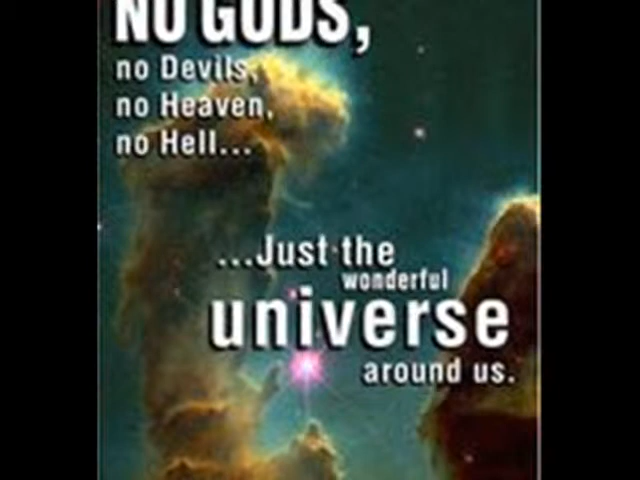 NO GODS,
no Devils,
no Heaven,
no Hell...
...Just the
wonderful
universe
around us.